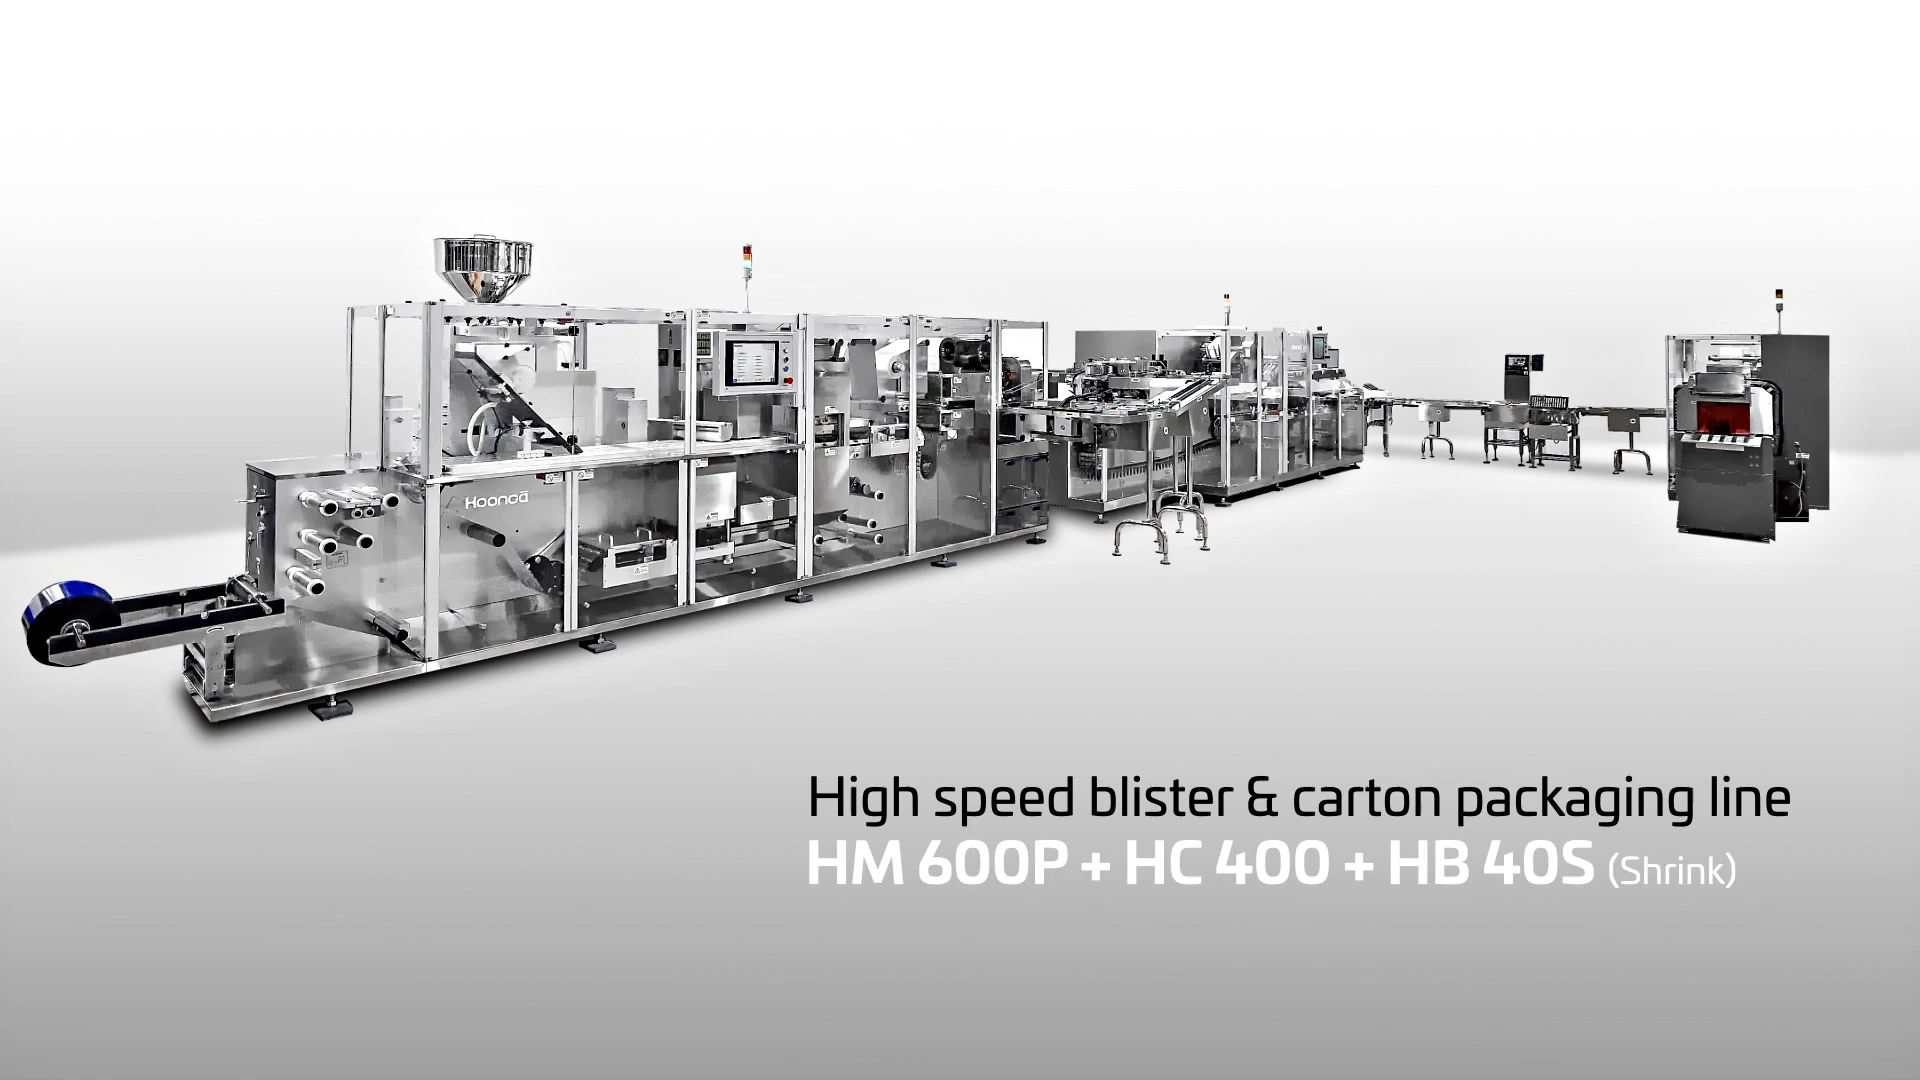 Hoonga
High speed blister & carton packaging line
HM 600P + HC 400 + HB 40S (Shrink)